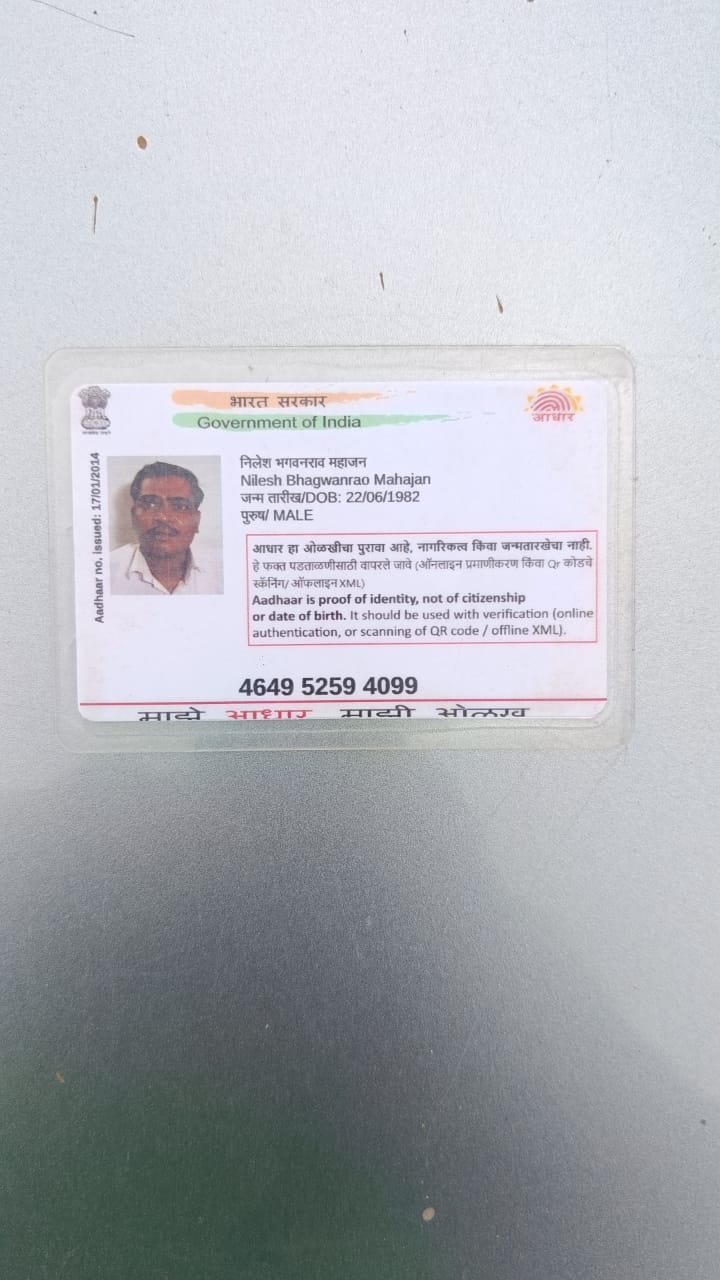 भारत सरकार
Government of India
आधार
Aadhaar no. issued: 17/01/2014
निलेश भगवनराव महाजन
Nilesh Bhagwanrao Mahajan
जन्म तारीख/DOB: 22/06/1982
पुरुष/ MALE
आधार हा ओळखीचा पुरावा आहे, नागरिकत्व किंवा जन्मतारखेचा नाही.
हे फक्त पडताळणीसाठी वापरले जावे (ऑनलाइन प्रमाणीकरण किंवा Qr कोडचे
स्कॅनिंग/ ऑफलाइन XML)
Aadhaar is proof of identity, not of citizenship
or date of birth. It should be used with verification (online
authentication, or scanning of QR code / offline XML).
4649 5259 4099
माझे आधार माझी ओळख